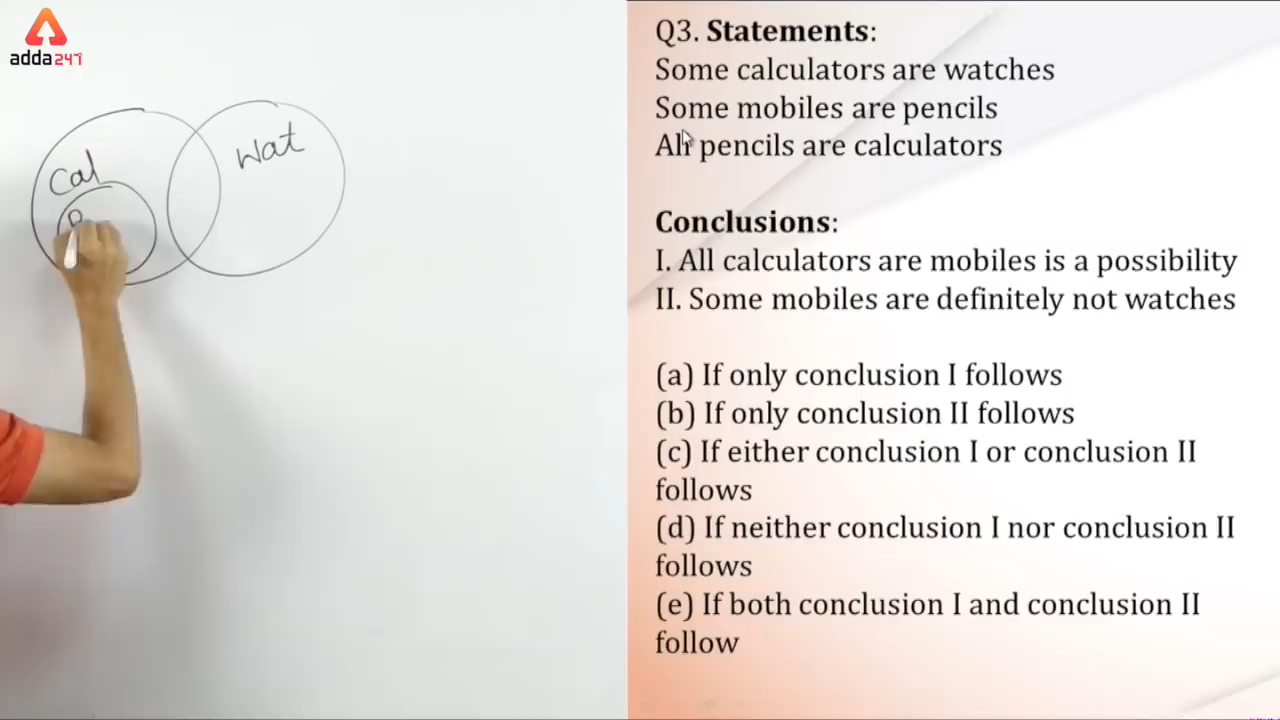 adda247
Cal
Wat
P
Q3. Statements:
Some calculators are watches
Some mobiles are pencils
All pencils are calculators
Conclusions:
I. All calculators are mobiles is a possibility
II. Some mobiles are definitely not watches
(a) If only conclusion I follows
(b) If only conclusion II follows
(c) If either conclusion I or conclusion II
follows
(d) If neither conclusion I nor conclusion II
follows
(e) If both conclusion I and conclusion II
follow